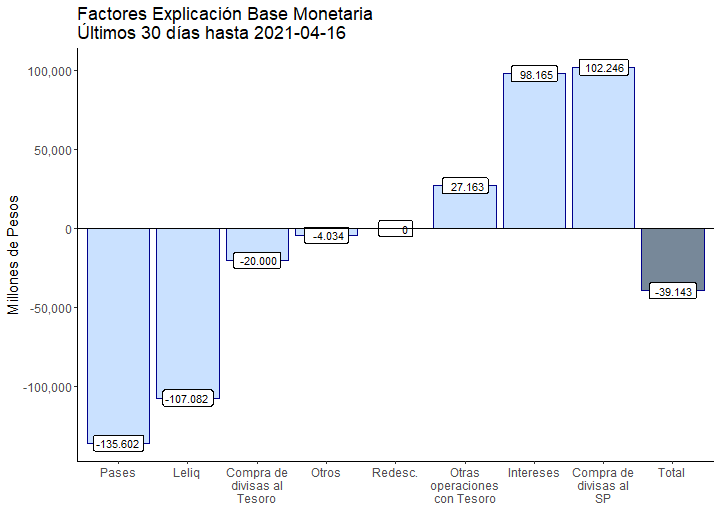 Factores Explicación Base Monetaria
Últimos 30 días hasta 2021-04-16
Millones de Pesos
100,000
50,000
0
-50,000
-100,000
-135.602
-107.082
-20.000
-4.034
0
27.163
98.165
102.246
-39.143
Pases
Leliq
Compra de
divisas al
Tesoro
Otros
Redesc.
Otras
operaciones
con Tesoro
Intereses
Compra de
divisas al
SP
Total